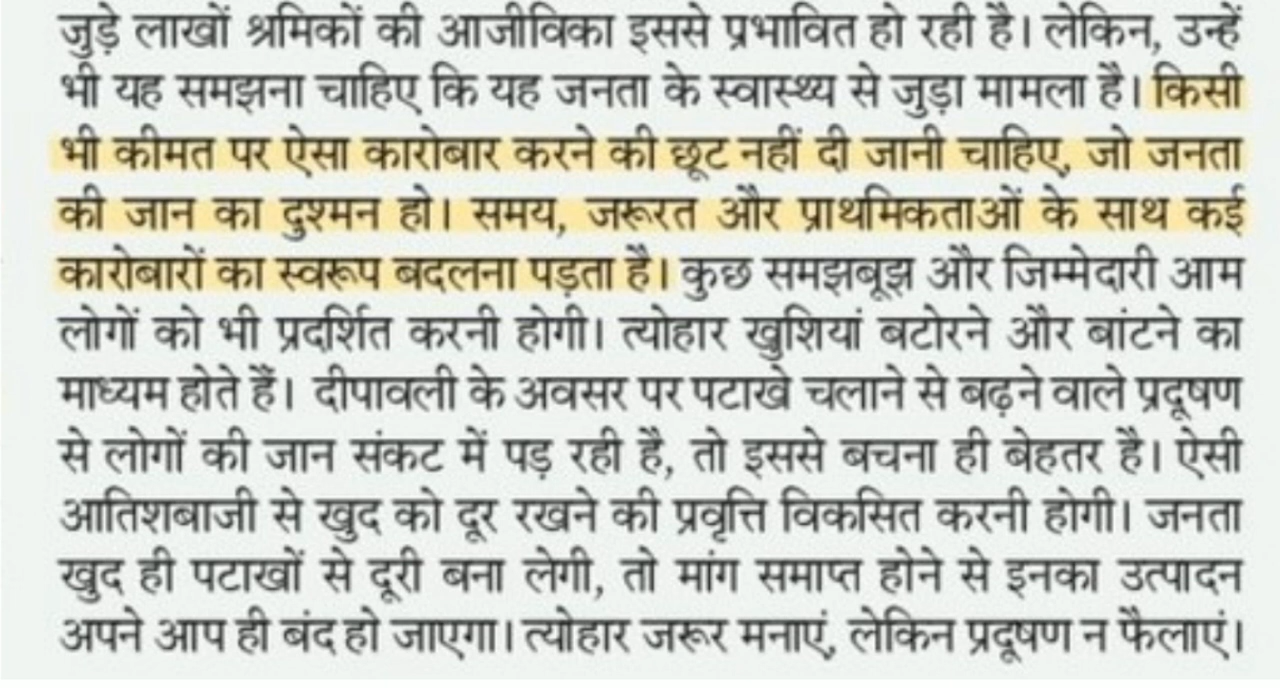 जुड़े लाखों श्रमिकों की आजीविका इससे प्रभावित हो रही है। लेकिन, उन्हें
भी यह समझना चाहिए कि यह जनता के स्वास्थ्य से जुड़ा मामला है। किसी
भी कीमत पर ऐसा कारोबार करने की छूट नहीं दी जानी चाहिए, जो जनता
की जान का दुश्मन हो। समय, जरूरत और प्राथमिकताओं के साथ कई
कारोबारों का स्वरूप बदलना पड़ता है। कुछ समझबूझ और जिम्मेदारी आम
लोगों को भी प्रदर्शित करनी होगी। त्योहार खुशियां बटोरने और बांटने का
माध्यम होते हैं। दीपावली के अवसर पर पटाखे चलाने से बढ़ने वाले प्रदूषण
से लोगों की जान संकट में पड़ रही है, तो इससे बचना ही बेहतर है। ऐसी
आतिशबाजी से खुद को दूर रखने की प्रवृत्ति विकसित करनी होगी। जनता
खुद ही पटाखों से दूरी बना लेगी, तो मांग समाप्त होने से इनका उत्पादन
अपने आप ही बंद हो जाएगा। त्योहार जरूर मनाएं, लेकिन प्रदूषण न फैलाएं।